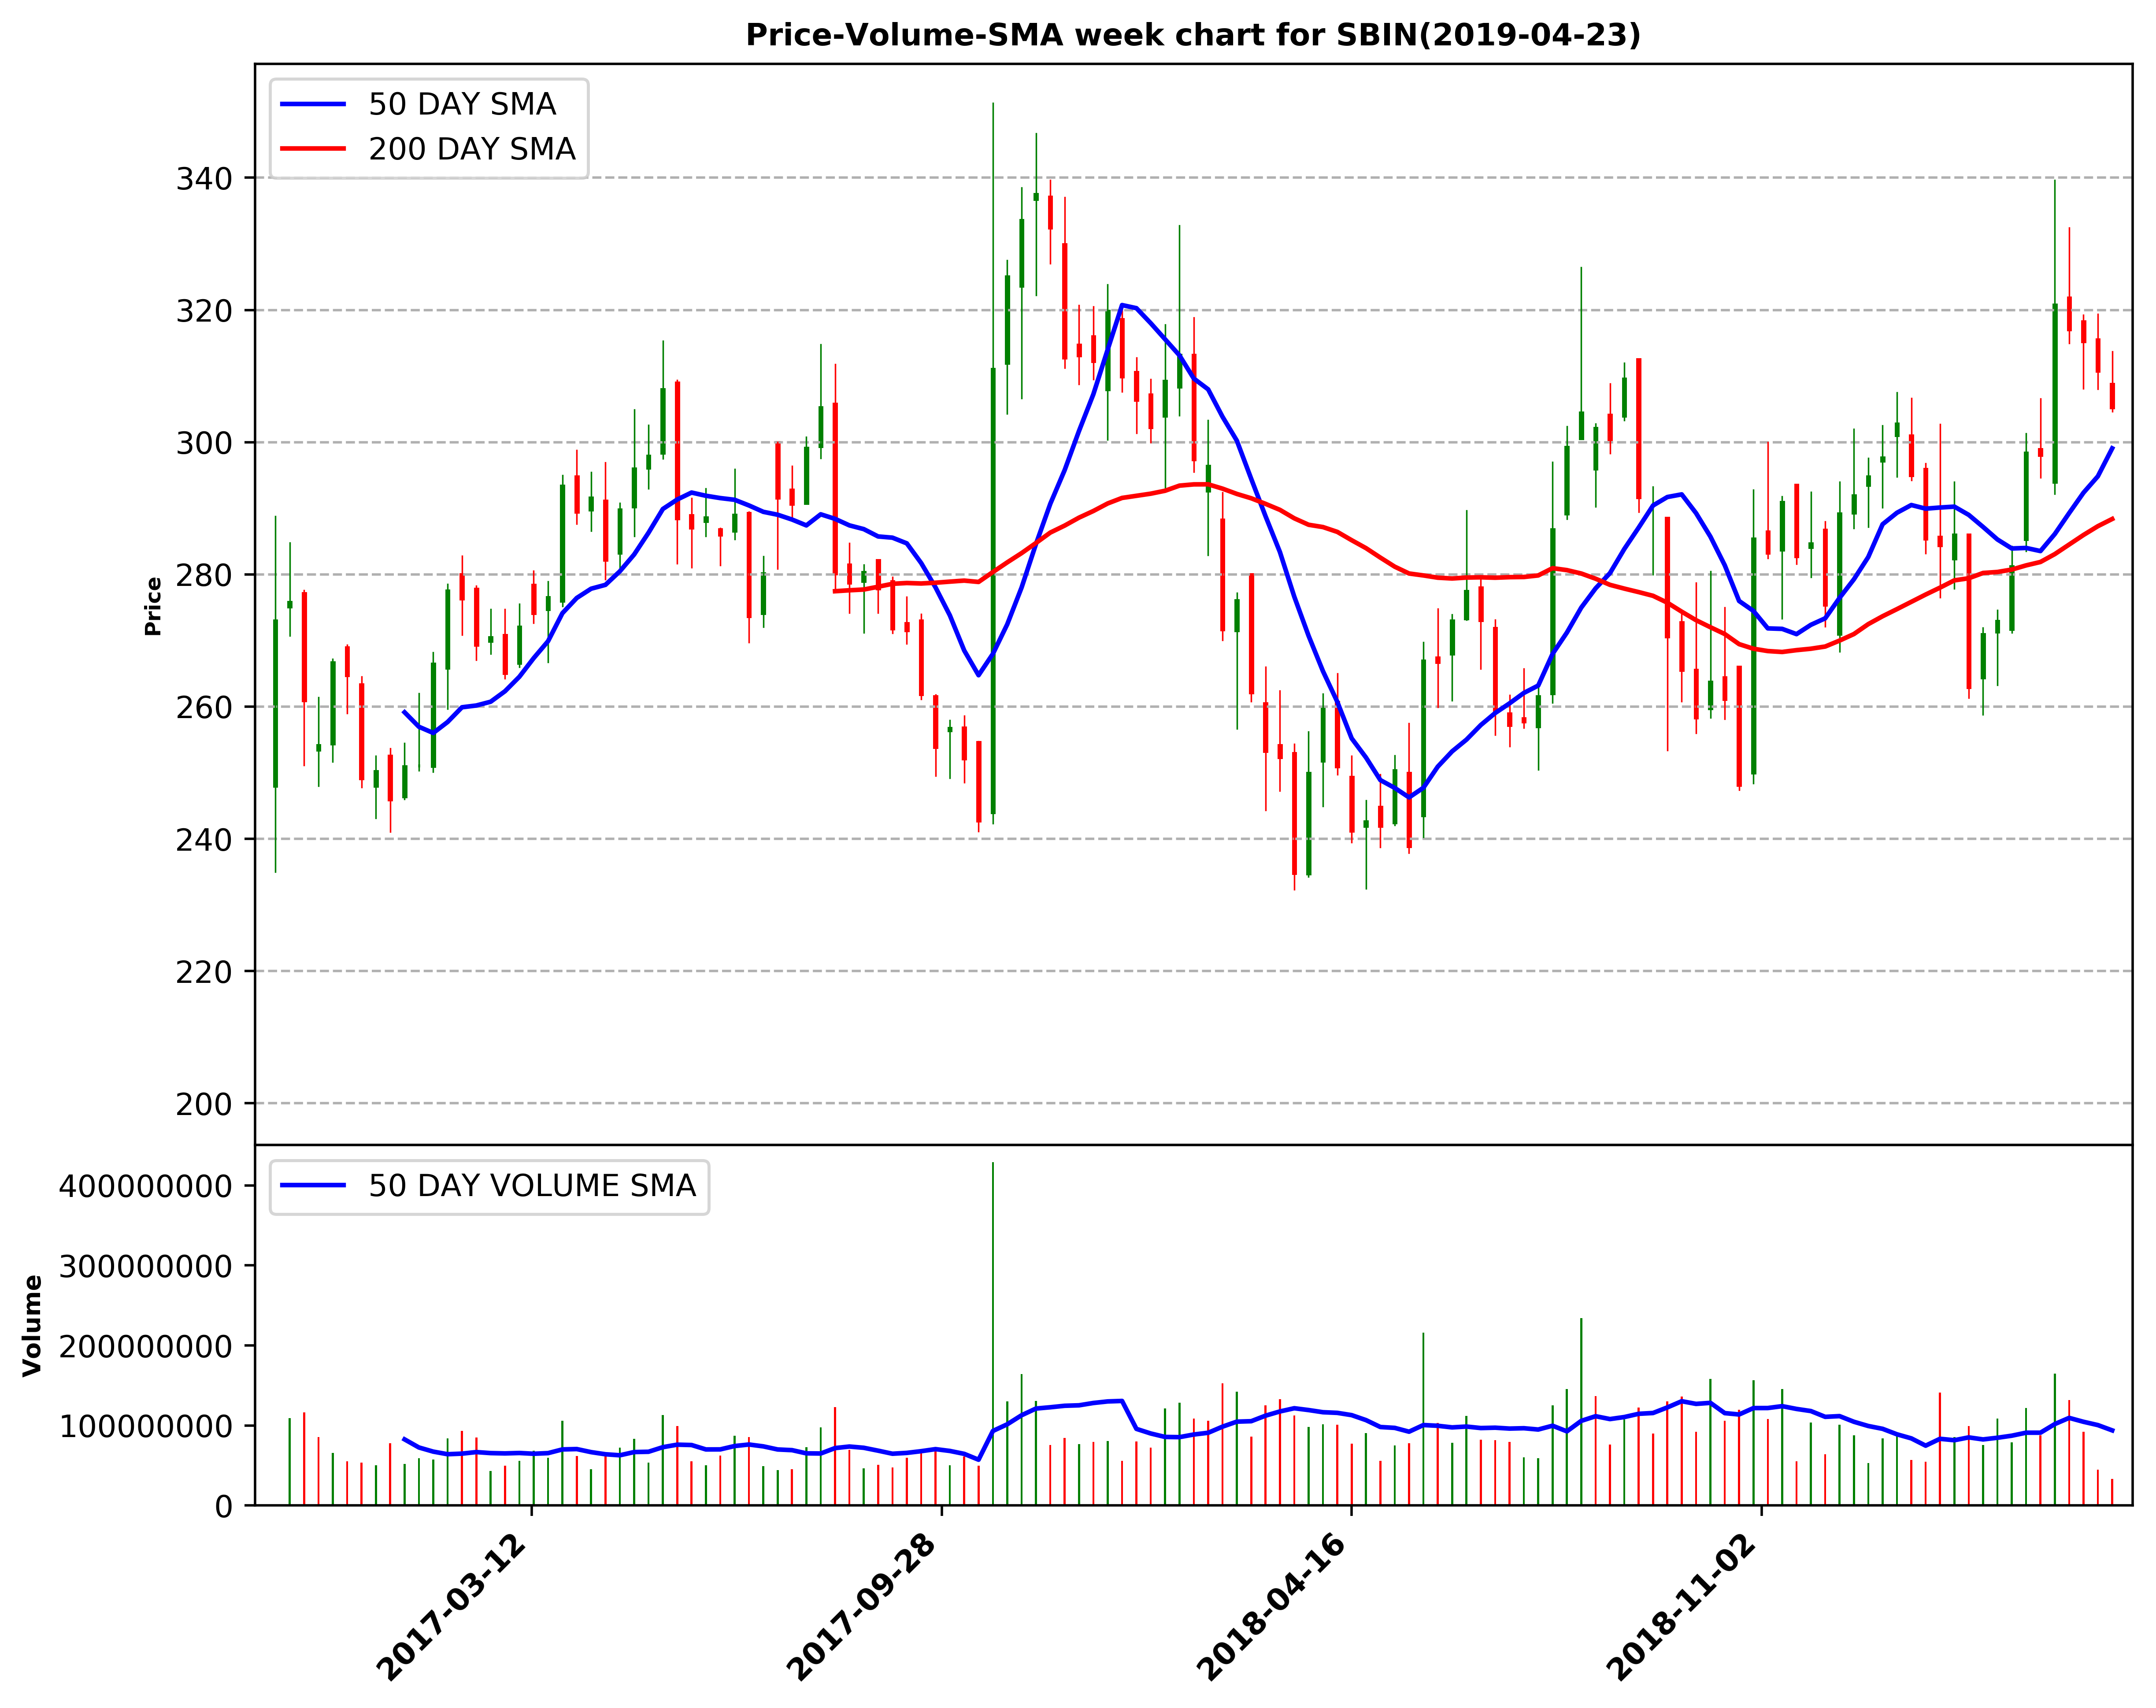 Price-Volume-SMA week chart for SBIN(2019-04-23)
50 DAY SMA
200 DAY SMA
340
320
300
280
260
240
220
200
Price
50 DAY VOLUME SMA
400000000
300000000
200000000
100000000
0
Volume
2017-03-12
2017-09-28
2018-04-16
2018-11-02